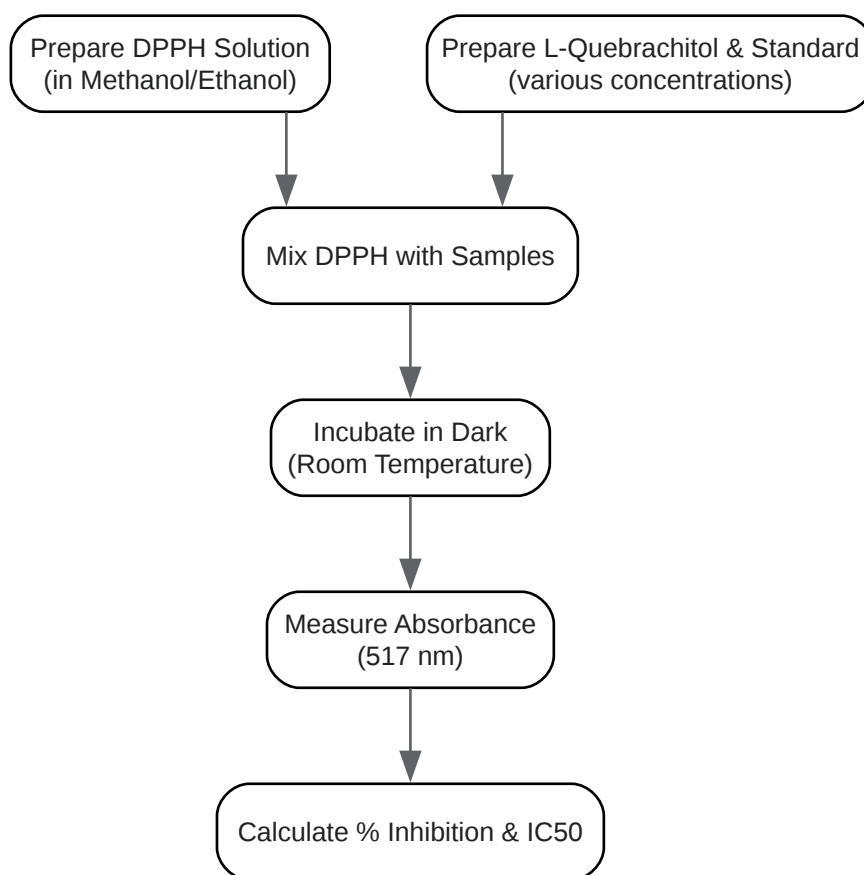 Prepare DPPH Solution
(in Methanol/Ethanol)
Prepare L-Quebrachitol & Standard
(various concentrations)
Mix DPPH with Samples
Incubate in Dark
(Room Temperature)
Measure Absorbance
(517 nm)
Calculate % Inhibition & IC50